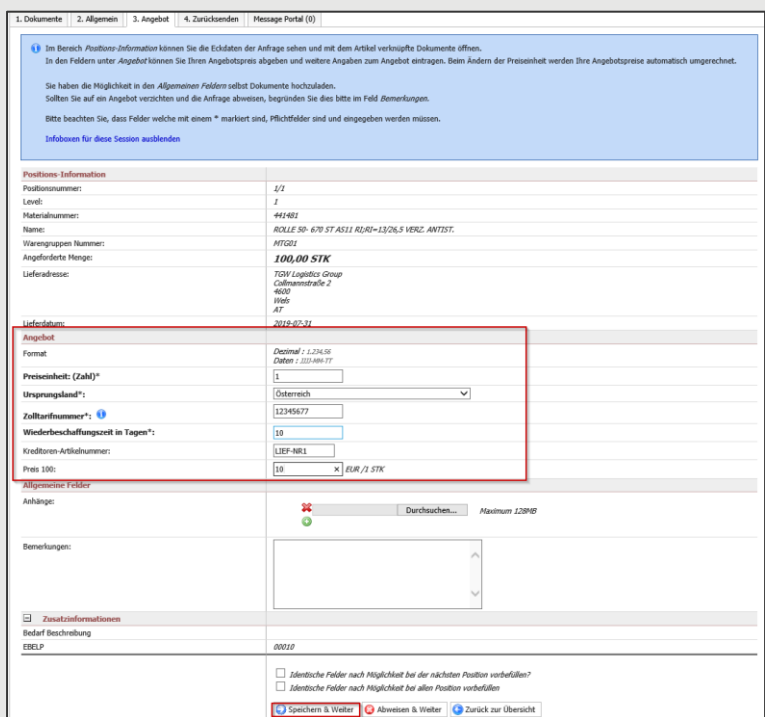 1. Dokumente 2. Allgemein 3. Angebot 4. Zurücksenden Message Portal (0)
Im Bereich Positions-Information können Sie die Eckdaten der Anfrage sehen und mit dem Artikel verknüpfte Dokumente öffnen.
In den Feldern unter Angebot können Sie Ihren Angebotspreis abgeben und weitere Angaben zum Angebot eintragen. Beim Ändern der Preiseinheit werden Ihre Angebotspreise automatisch umgerechnet.
Sie haben die Möglichkeit in den Allgemeinen Feldern selbst Dokumente hochzuladen.
Sollten Sie auf ein Angebot verzichten und die Anfrage abweisen, begründen Sie dies bitte im Feld Bemerkungen.
Bitte beachten Sie, dass Felder welche mit einem * markiert sind, Pflichtfelder sind und eingegeben werden müssen.
Infoboxen für diese Session ausblenden
Positions-Information
Positionsnummer: 1/1
Level: 1
Materialnummer: 441481
Name: ROLLE 50- 670 ST AS11 RI;RI=13/26,5 VERZ. ANTIST.
Warengruppen Nummer: MTG01
Angeforderte Menge: 100,00 STK
Lieferadresse: TGW Logistics Group
Collmannstraße 2
4600
Wels
AT
Lieferdatum: 2019-07-31
Angebot
Format Dezimal : 1.234,56
Daten : JJJJ-MM-TT
Preiseinheit: (Zahl)* 1
Ursprungsland*: Österreich
Zolltarifnummer*: 12345677
Wiederbeschaffungszeit in Tagen*: 10
Kreditoren-Artikelnummer: LIEF-NR1
Preis 100: 10 × EUR /1 STK
Allgemeine Felder
Anhänge: Durchsuchen... Maximum 128MB
Bemerkungen:
Zusatzinformationen
Bedarf Beschreibung
EBELP 00010
Identische Felder nach Möglichkeit bei der nächsten Position vorbefüllen?
Identische Felder nach Möglichkeit bei allen Position vorbefüllen
Speichern & Weiter Abweisen & Weiter Zurück zur Übersicht